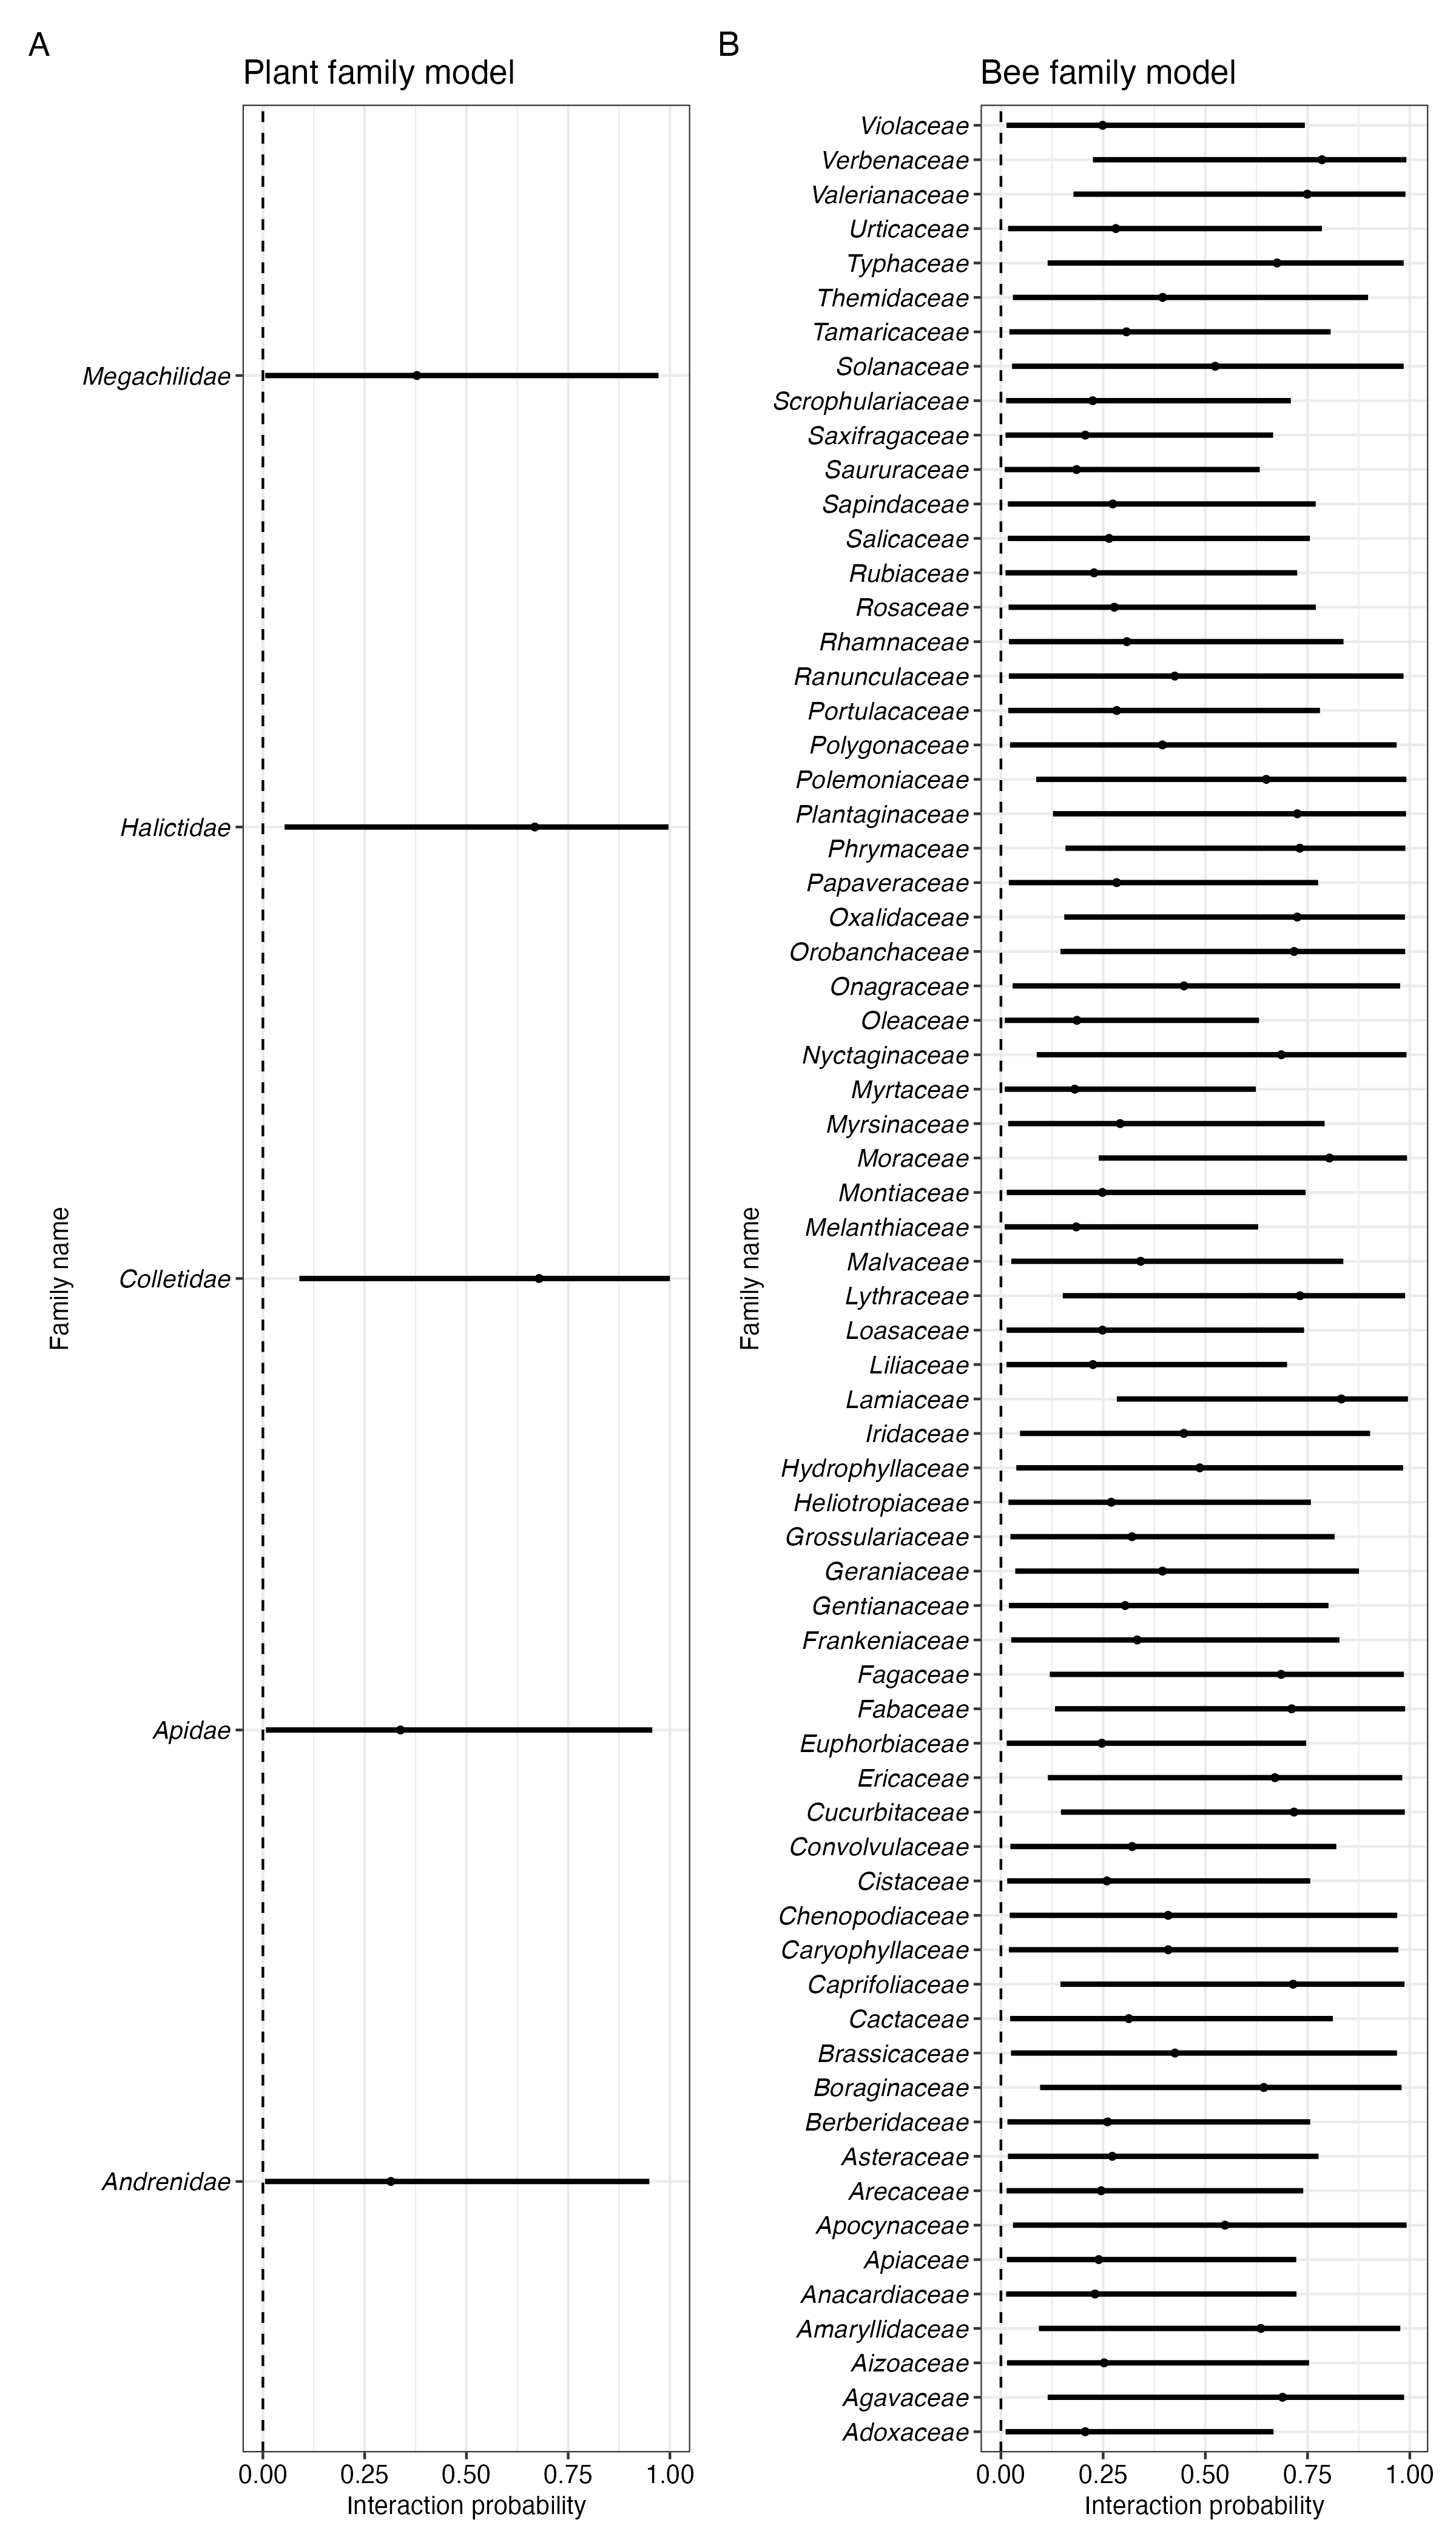 A
Plant family model
Megachilidae
Halictidae
Colletidae
Apidae
Andrenidae
Family name
0.00 0.25 0.50 0.75 1.00
Interaction probability
B
Bee family model
Violaceae
Verbenaceae
Valerianaceae
Urticaceae
Typhaceae
Themidaceae
Tamaricaceae
Solanaceae
Scrophulariaceae
Saxifragaceae
Saururaceae
Sapindaceae
Salicaceae
Rubiaceae
Rosaceae
Rhamnaceae
Ranunculaceae
Portulacaceae
Polygonaceae
Polemoniaceae
Plantaginaceae
Phrymaceae
Papaveraceae
Oxalidaceae
Orobanchaceae
Onagraceae
Oleaceae
Nyctaginaceae
Myrtaceae
Myrsinaceae
Moraceae
Montiaceae
Melanthiaceae
Malvaceae
Lythraceae
Loasaceae
Liliaceae
Lamiaceae
Iridaceae
Hydrophyllaceae
Heliotropiaceae
Grossulariaceae
Geraniaceae
Gentianaceae
Frankeniaceae
Fagaceae
Fabaceae
Euphorbiaceae
Ericaceae
Cucurbitaceae
Convolvulaceae
Cistaceae
Chenopodiaceae
Caryophyllaceae
Caprifoliaceae
Cactaceae
Brassicaceae
Boraginaceae
Berberidaceae
Asteraceae
Arecaceae
Apocynaceae
Apiaceae
Anacardiaceae
Amaryllidaceae
Aizoaceae
Agavaceae
Adoxaceae
Family name
0.00 0.25 0.50 0.75 1.00
Interaction probability